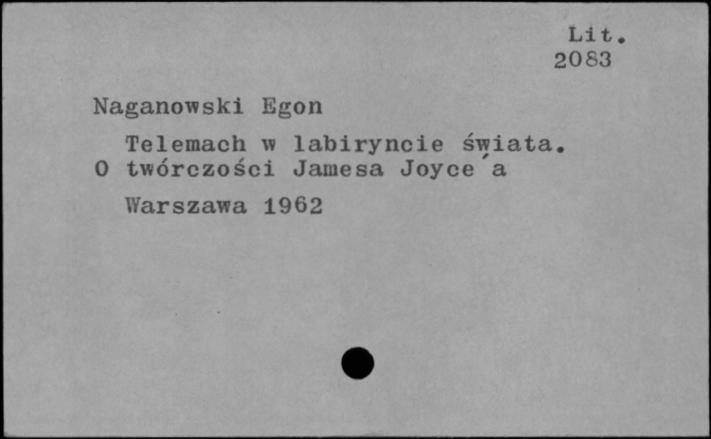 Lit.
2083
Naganowski Egon
Telemach w labiryncie świata.
O twórczości Jamesa Joyce´a
Warszawa 1962